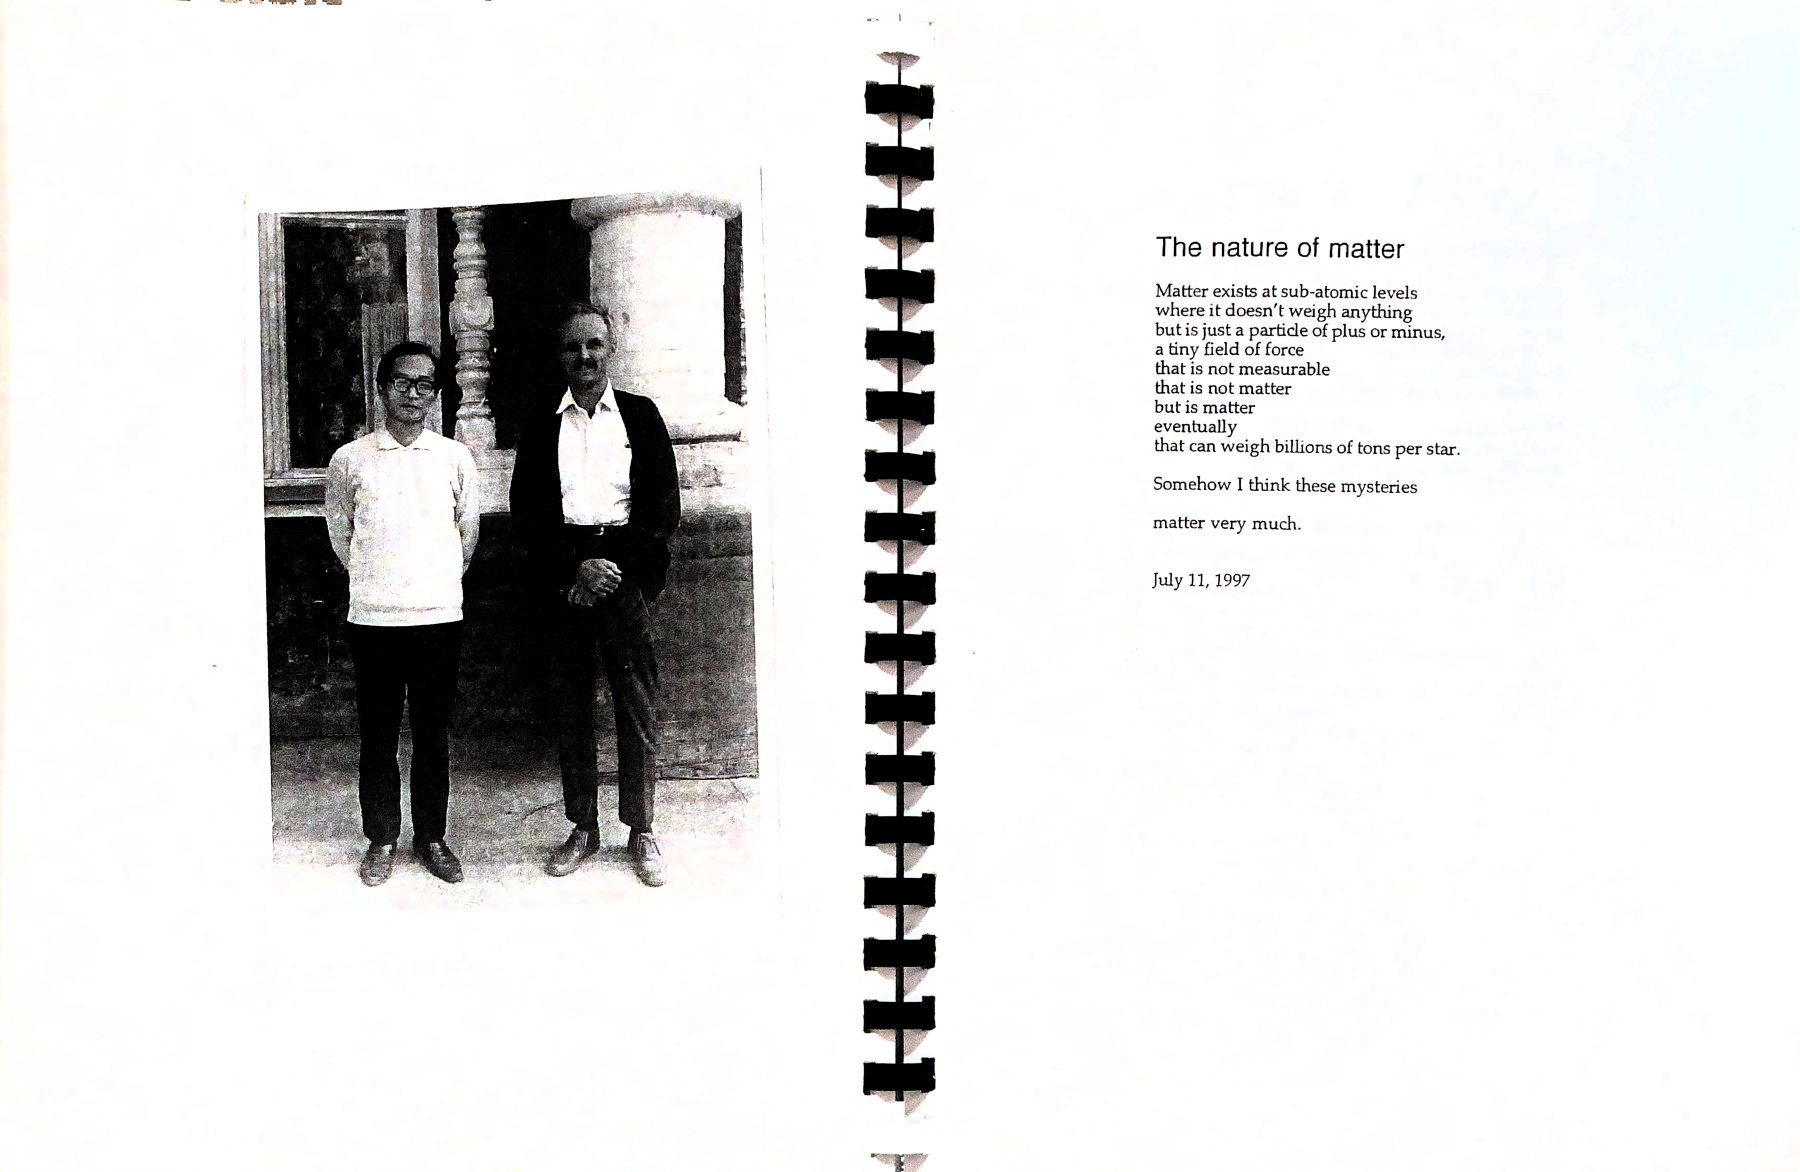 The nature of matter
Matter exists at sub-atomic levels
where it doesn't weigh anything
but is just a particle of plus or minus,
a tiny field of force
that is not measurable
that is not matter
but is matter
eventually
that can weigh billions of tons per star.
Somehow I think these mysteries
matter very much.
July 11, 1997